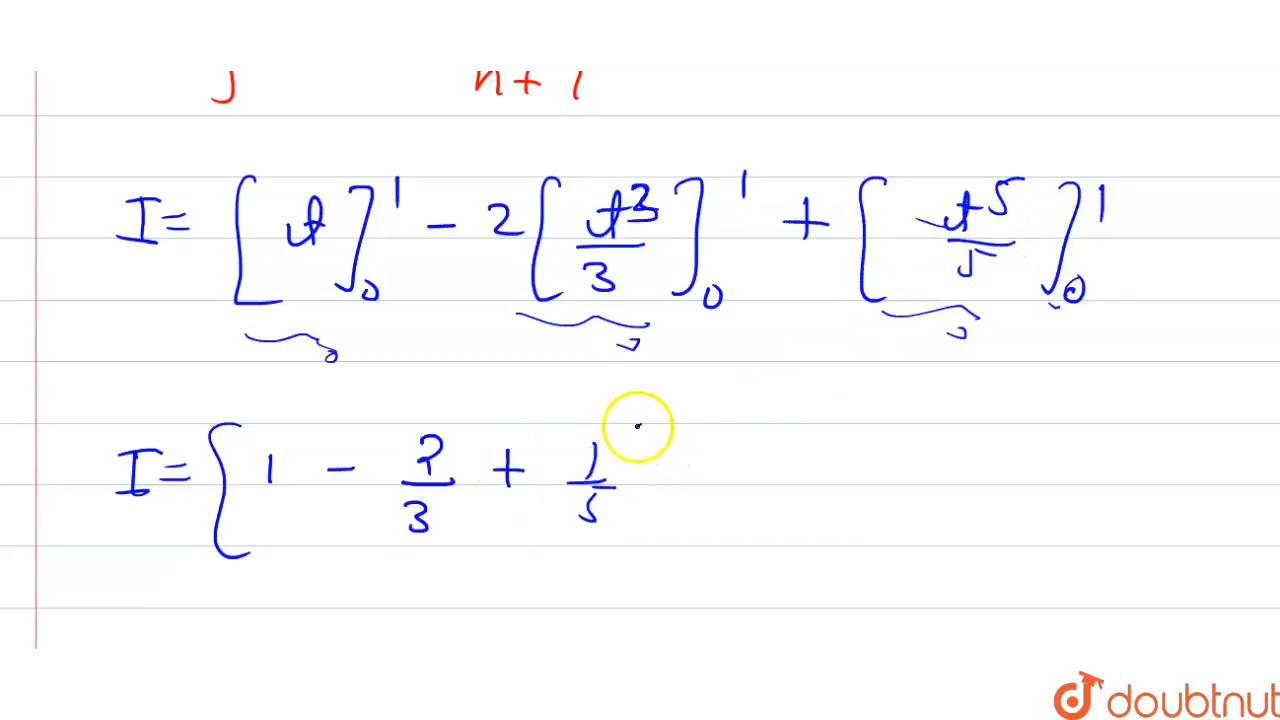 ∫ n+1
I= [t]₀¹ - 2[t³/3]₀¹ + [t⁵/5]₀¹
I= { 1 - 2/3 + 1/5
doubtnut